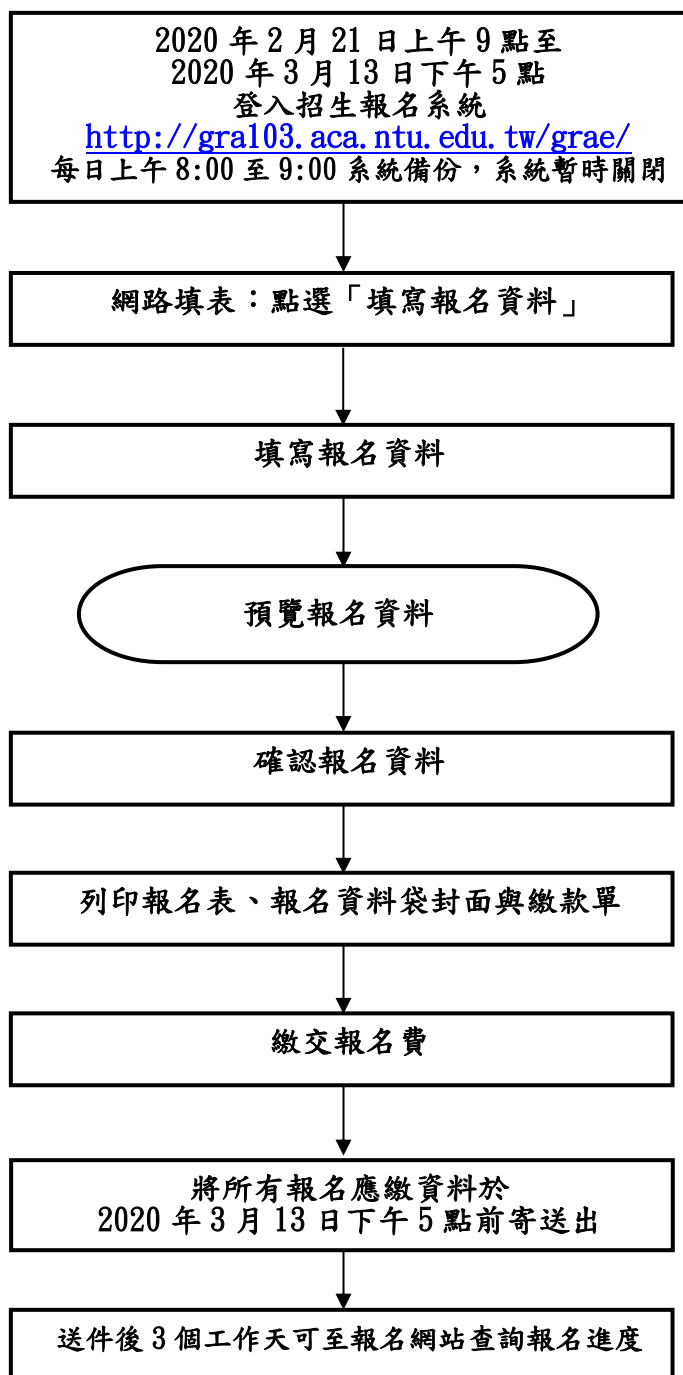 2020 年 2 月 21 日上午 9 點至
2020 年 3 月 13 日下午 5 點
登入招生報名系統
http://gra103.aca.ntu.edu.tw/grae/
每日上午 8:00 至 9:00 系統備份，系統暫時關閉
網路填表：點選「填寫報名資料」
填寫報名資料
預覽報名資料
確認報名資料
列印報名表、報名資料袋封面與繳款單
繳交報名費
將所有報名應繳資料於
2020 年 3 月 13 日下午 5 點前寄送出
送件後 3 個工作天可至報名網站查詢報名進度